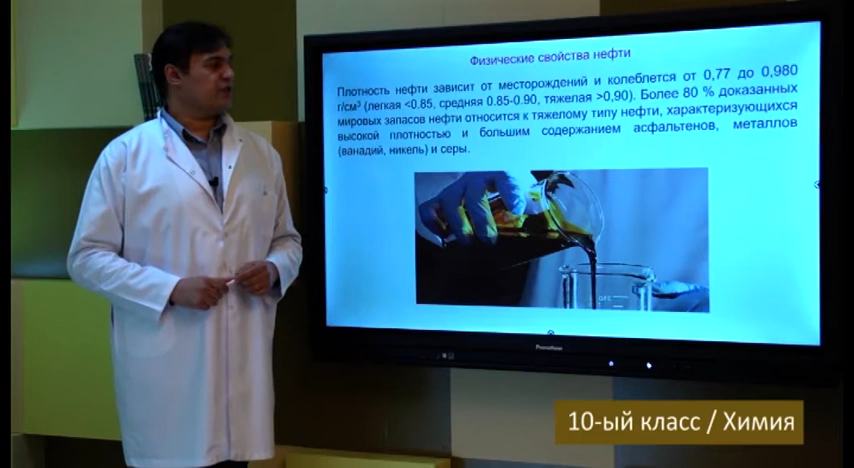 Физические свойства нефти
Плотность нефти зависит от месторождений и колеблется от 0,77 до 0,980
г/см³ (легкая <0.85, средняя 0.85-0.90, тяжелая >0,90). Более 80 % доказанных
мировых запасов нефти относится к тяжелому типу нефти, характеризующихся
высокой плотностью и большим содержанием асфальтенов, металлов
(ванадий, никель) и серы.
Promethean
10-ый класс / Химия